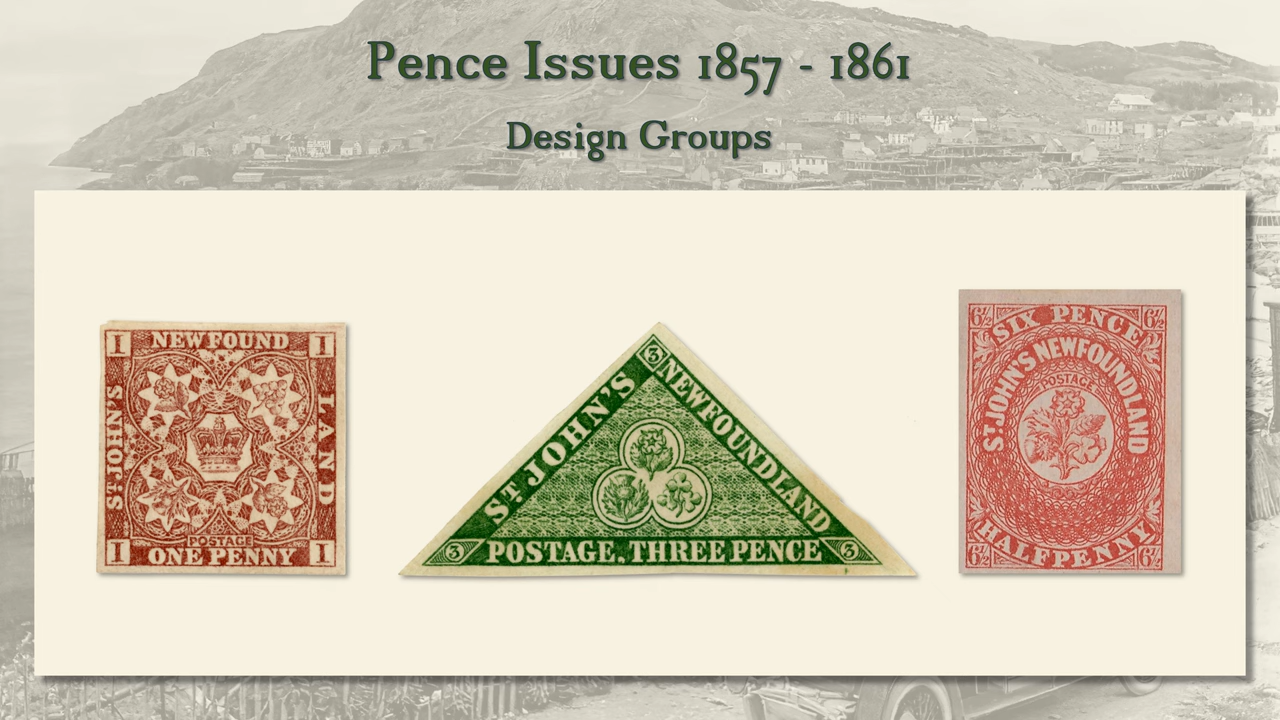 Pence Issues 1857 - 1861
Design Groups
1 NEWFOUND 1
ST. JOHN'S
LAND
POSTAGE
1 ONE PENNY 1
3
ST. JOHN'S
NEWFOUNDLAND
3 POSTAGE, THREE PENCE 3
6½ SIX PENCE 6½
ST. JOHN'S NEWFOUNDLAND
POSTAGE
6½ HALFPENNY 6½